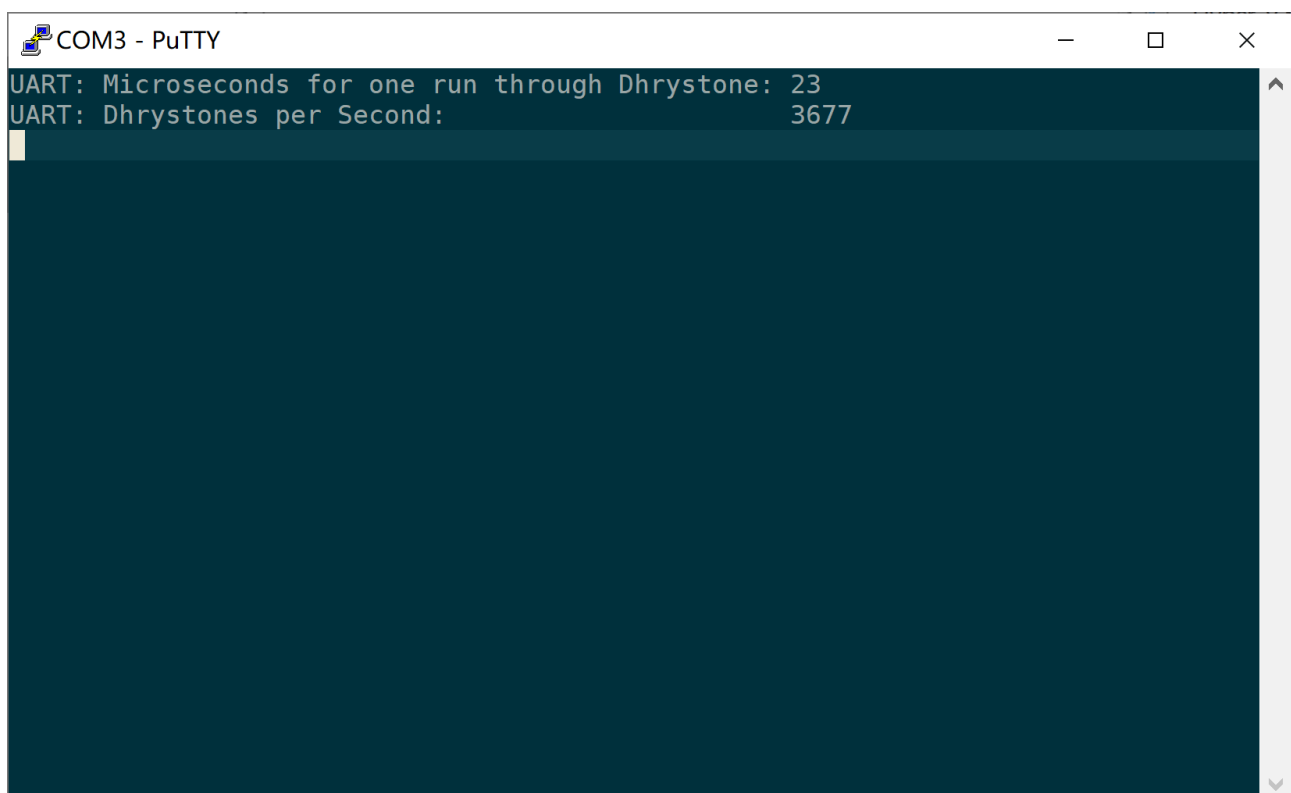 COM3 - PuTTY
UART: Microseconds for one run through Dhrystone: 23
UART: Dhrystones per Second:                      3677